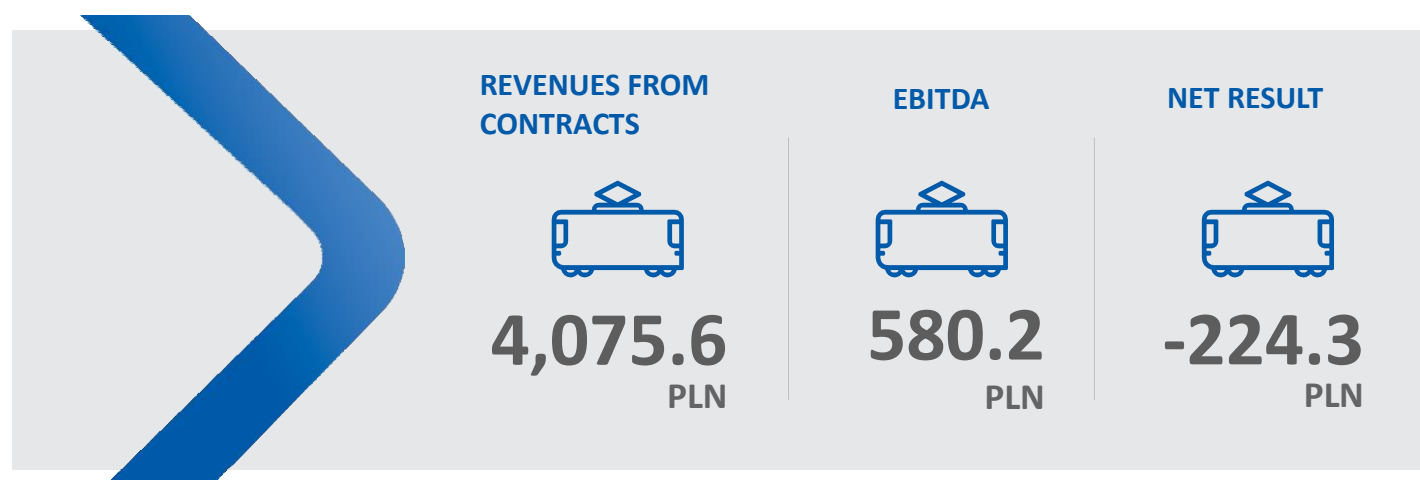 REVENUES FROM
CONTRACTS
4,075.6
PLN
EBITDA
580.2
PLN
NET RESULT
-224.3
PLN